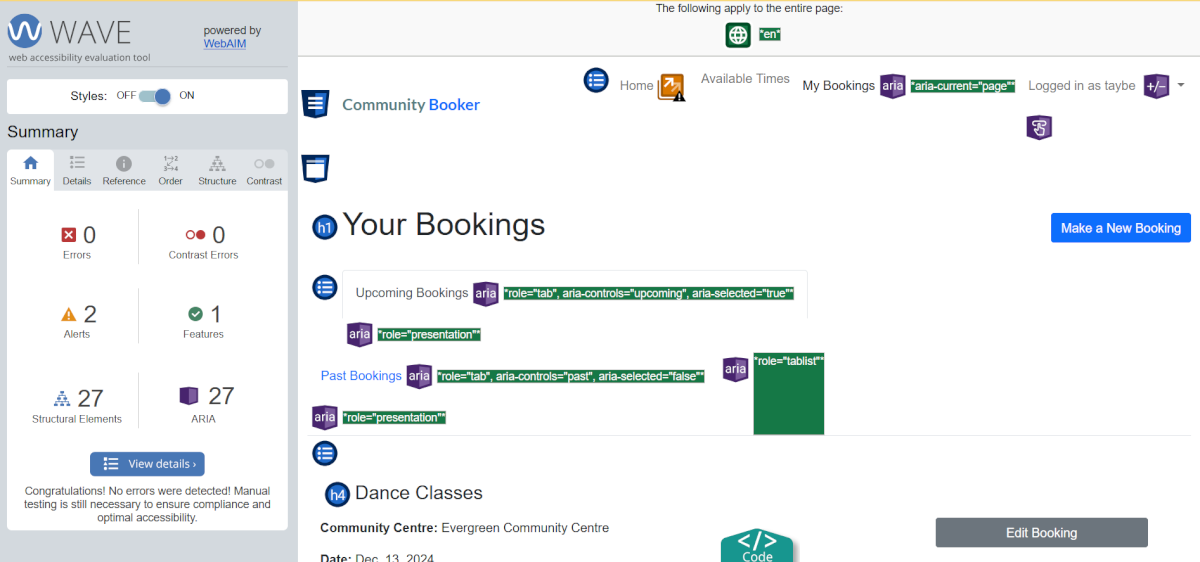 The following apply to the entire page:
*"en"*
WAVE
powered by
WebAIM
web accessibility evaluation tool
Styles: OFF ON
Summary
Summary Details Reference Order Structure Contrast
0 Errors
0 Contrast Errors
2 Alerts
1 Features
27 Structural Elements
27 ARIA
View details ›
Congratulations! No errors were detected! Manual
testing is still necessary to ensure compliance and
optimal accessibility.
Home Available Times My Bookings aria *"aria-current="page"* Logged in as taybe +/-
Community Booker
h1 Your Bookings
Make a New Booking
Upcoming Bookings aria *"role="tab", aria-controls="upcoming", aria-selected="true"*
aria *"role="presentation"*
Past Bookings aria *"role="tab", aria-controls="past", aria-selected="false"*
aria *"role="tablist"*
aria *"role="presentation"*
h4 Dance Classes
Community Centre: Evergreen Community Centre
Edit Booking
Date: Dec. 13, 2024
</>
Code